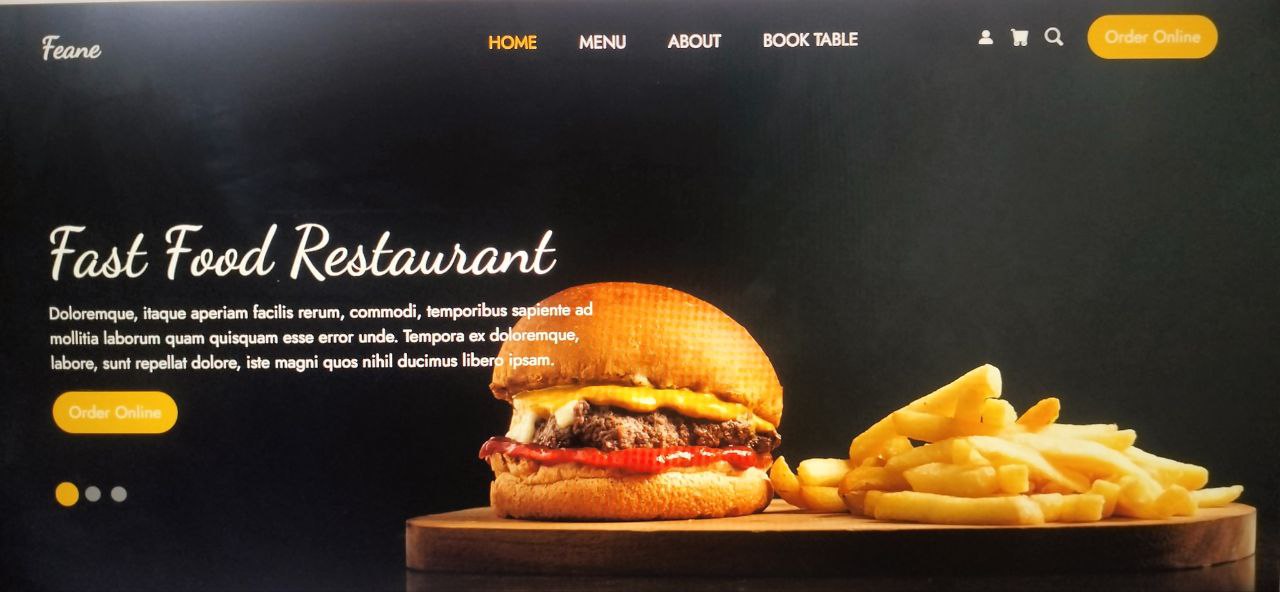 Feane
HOME MENU ABOUT BOOK TABLE
Order Online
Fast Food Restaurant
Doloremque, itaque aperiam facilis rerum, commodi, temporibus sapiente ad
mollitia laborum quam quisquam esse error unde. Tempora ex doloremque,
labore, sunt repellat dolore, iste magni quos nihil ducimus libero ipsam.
Order Online